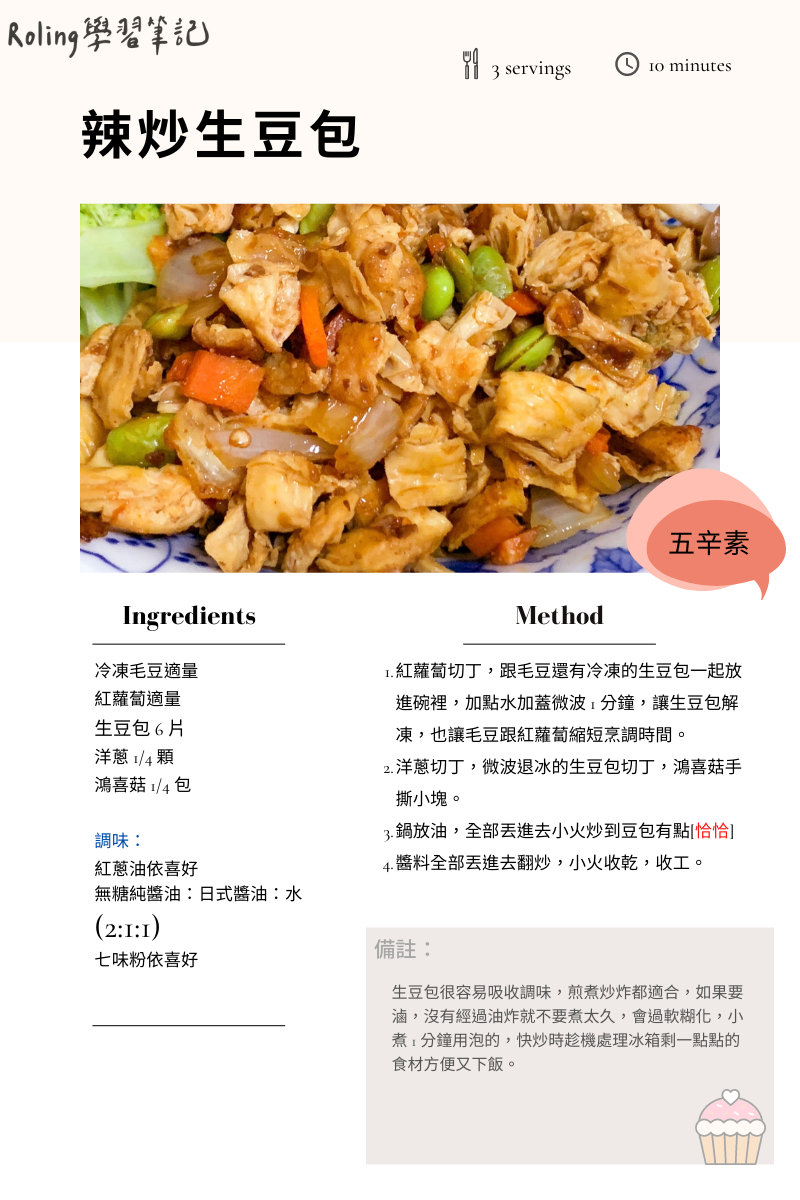 Roling學習筆記
3 servings
10 minutes
辣炒生豆包
五辛素
Ingredients
冷凍毛豆適量
紅蘿蔔適量
生豆包 6 片
洋蔥 1/4 顆
鴻喜菇 1/4 包
調味：
紅蔥油依喜好
無糖純醬油：日式醬油：水
(2:1:1)
七味粉依喜好
Method
1. 紅蘿蔔切丁，跟毛豆還有冷凍的生豆包一起放
進碗裡，加點水加蓋微波 1 分鐘，讓生豆包解
凍，也讓毛豆跟紅蘿蔔縮短烹調時間。
2. 洋蔥切丁，微波退冰的生豆包切丁，鴻喜菇手
撕小塊。
3. 鍋放油，全部丟進去小火炒到豆包有點[恰恰]
4. 醬料全部丟進去翻炒，小火收乾，收工。
備註：
生豆包很容易吸收調味，煎煮炒炸都適合，如果要
滷，沒有經過油炸就不要煮太久，會過軟糊化，小
煮 1 分鐘用泡的，快炒時趁機處理冰箱剩一點點的
食材方便又下飯。